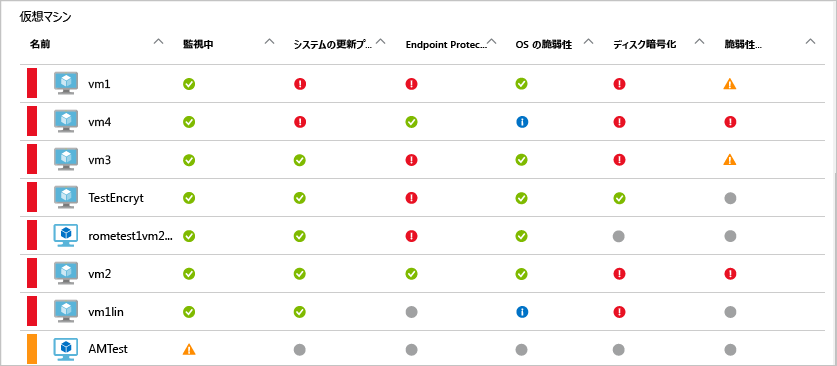 仮想マシン
名前 監視中 システムの更新プ... Endpoint Protec... OS の脆弱性 ディスク暗号化 脆弱性...
vm1
vm4
vm3
TestEncryt
rometest1vm2...
vm2
vm1lin
AMTest